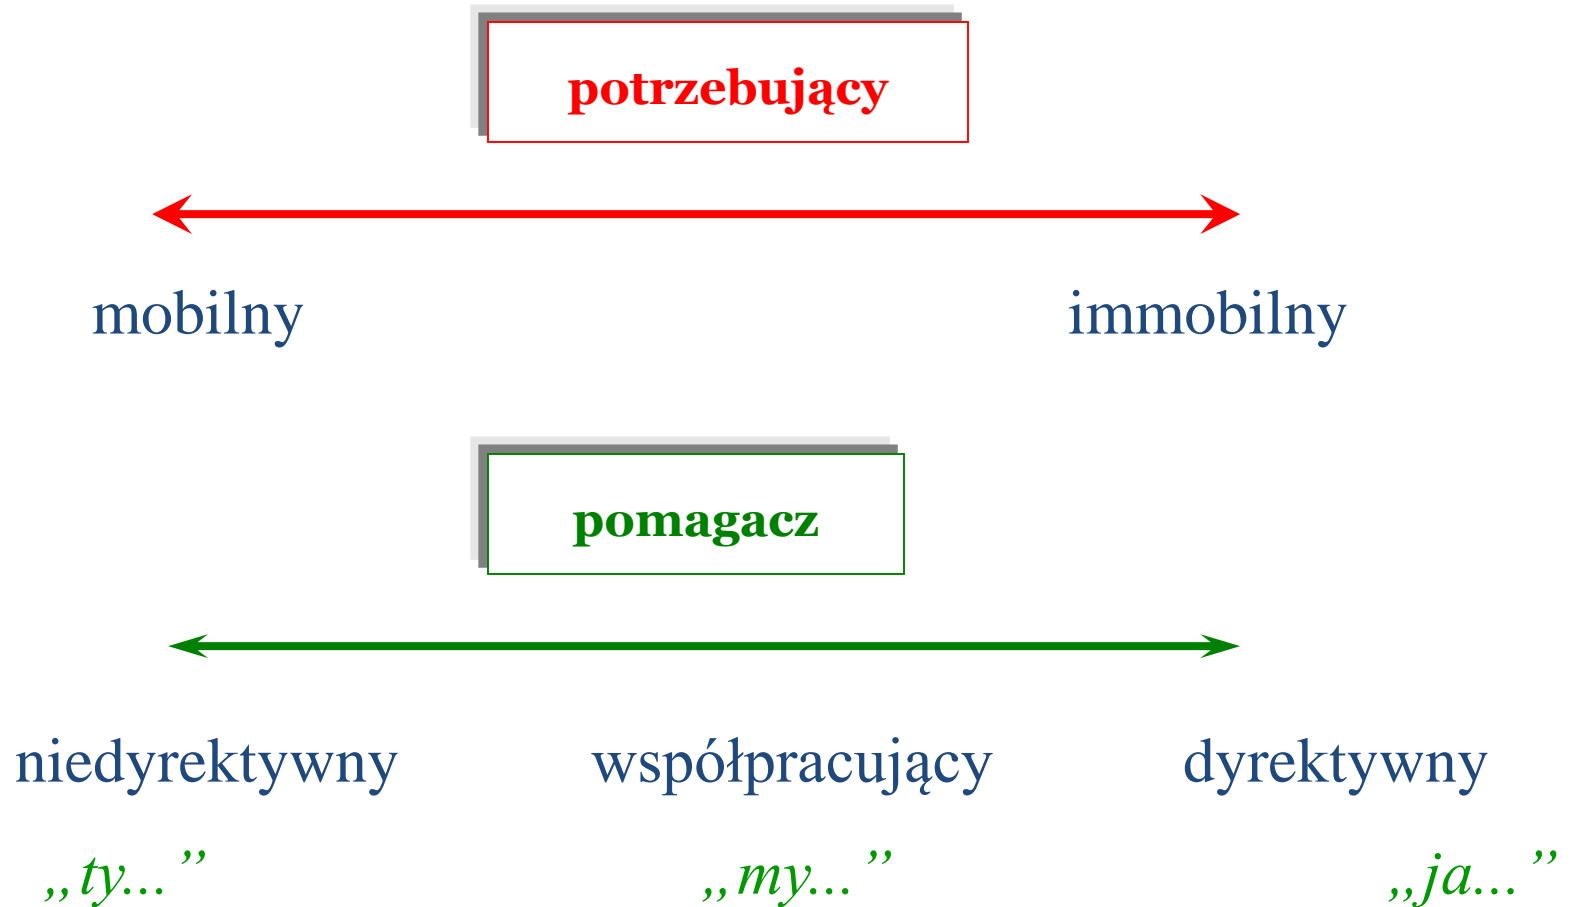 potrzebujący
mobilny immobilny
pomagacz
niedyrektywny współpracujący dyrektywny
„ty...” „my...” „ja...”